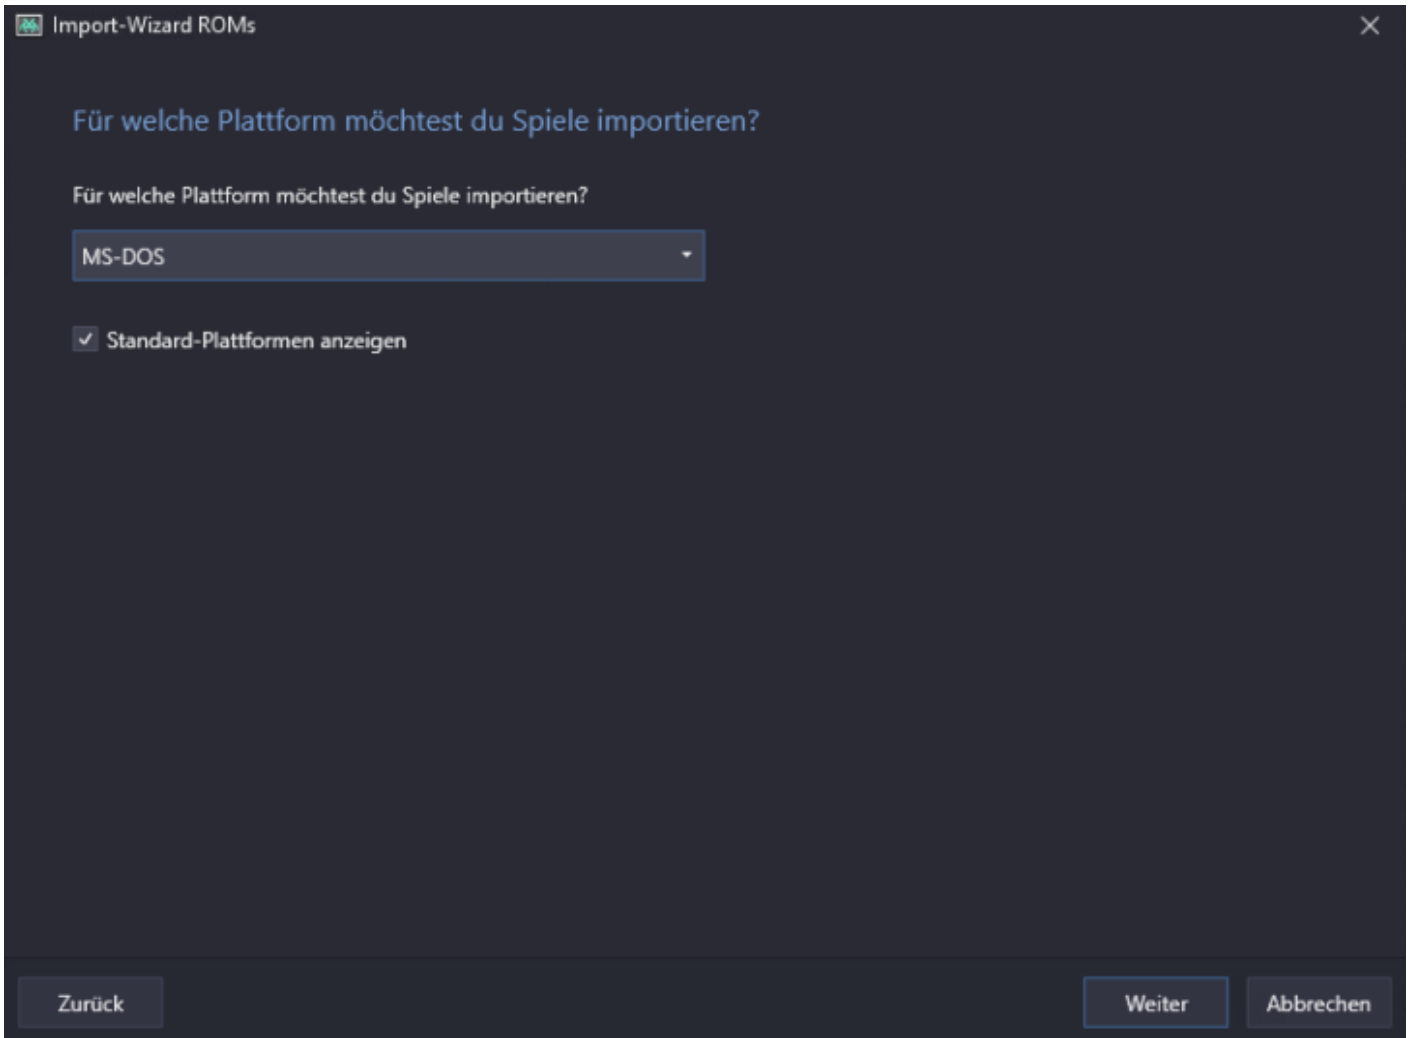 Import-Wizard ROMs
Für welche Plattform möchtest du Spiele importieren?
Für welche Plattform möchtest du Spiele importieren?
MS-DOS
Standard-Plattformen anzeigen
Zurück
Weiter
Abbrechen